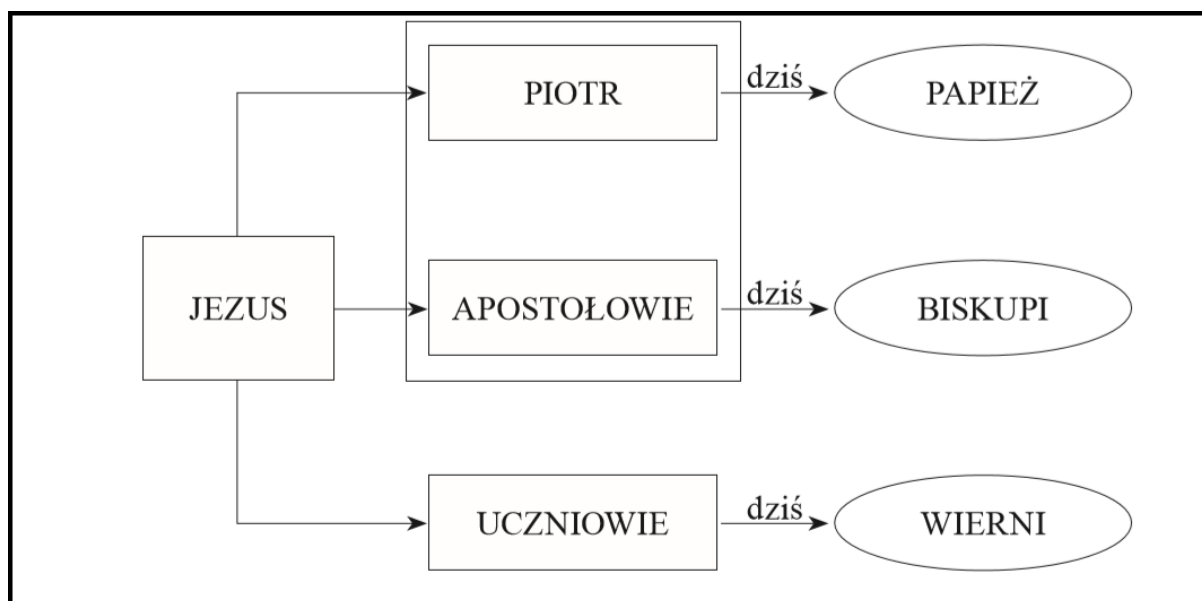 PIOTR dziś PAPIEŻ
JEZUS APOSTOŁOWIE dziś BISKUPI
UCZNIOWIE dziś WIERNI